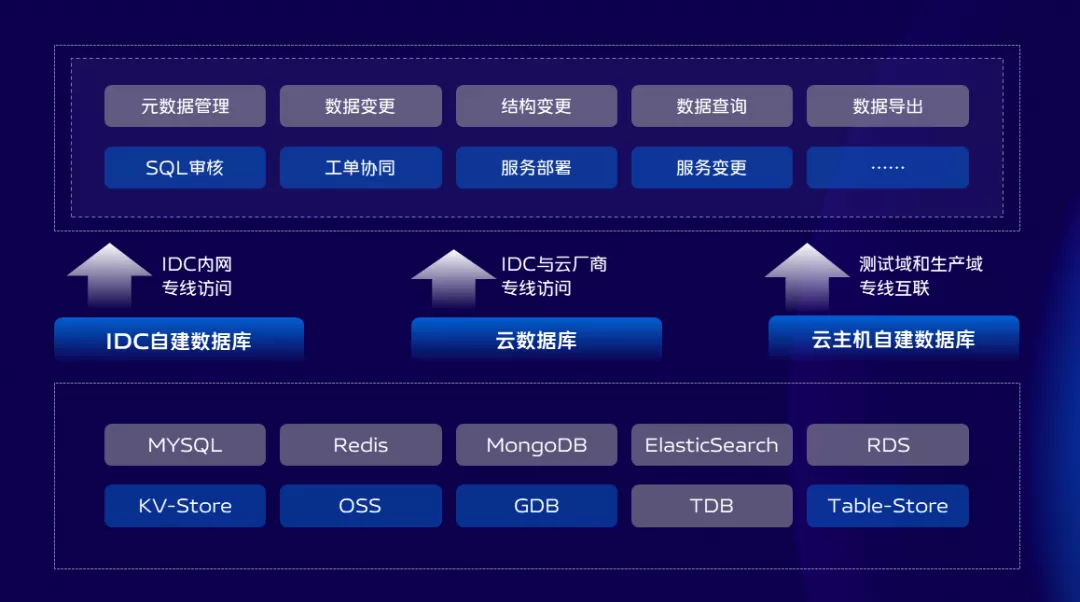 元数据管理
数据变更
结构变更
数据查询
数据导出
SQL审核
工单协同
服务部署
服务变更
……
IDC内网
专线访问
IDC与云厂商
专线访问
测试域和生产域
专线互联
IDC自建数据库
云数据库
云主机自建数据库
MYSQL
Redis
MongoDB
ElasticSearch
RDS
KV-Store
OSS
GDB
TDB
Table-Store